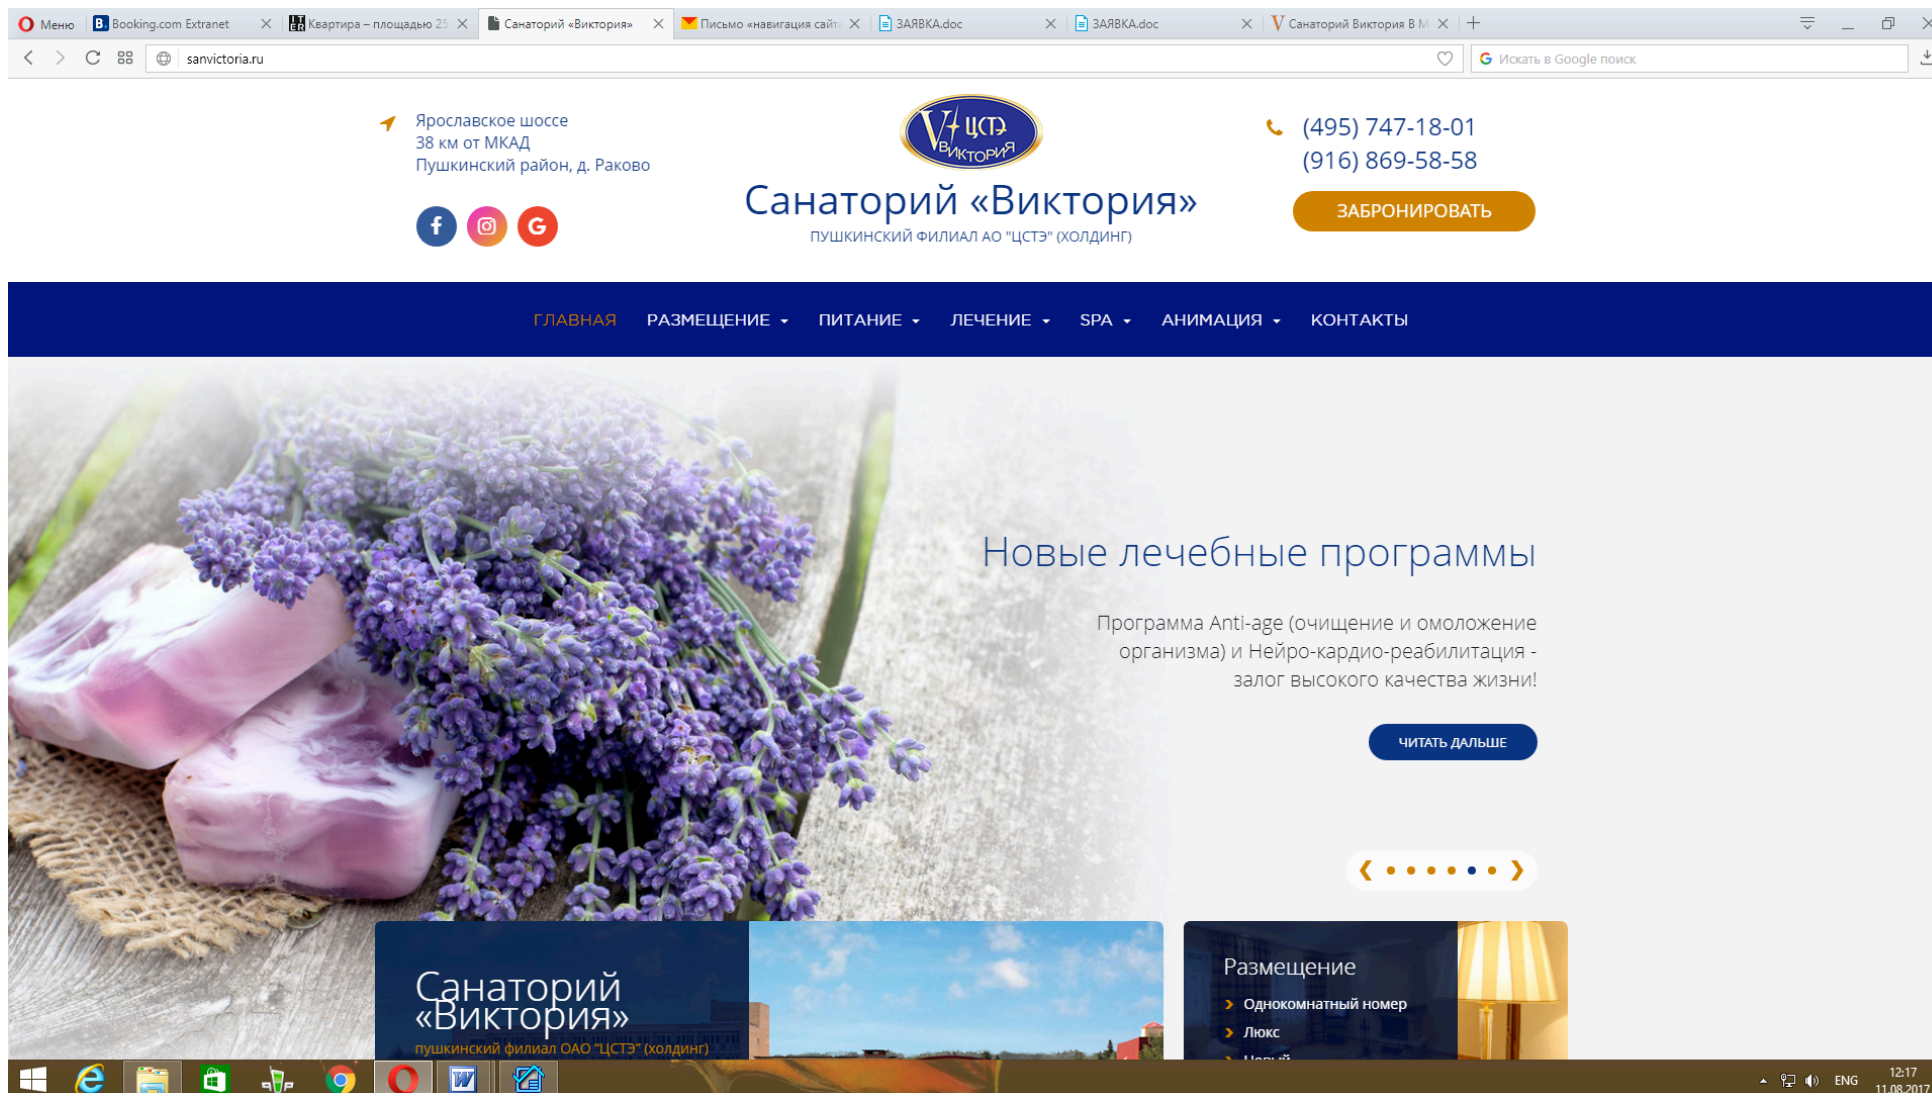 Меню
Booking.com Extranet
Квартира – площадью 25
Санаторий «Виктория»
Письмо «навигация сайта
ЗАЯВКА.doc
ЗАЯВКА.doc
Санаторий Виктория В М
sanvictoria.ru
Искать в Google поиск
Ярославское шоссе
38 км от МКАД
Пушкинский район, д. Раково
V+ ЦСТЭ
ВИКТОРИЯ
Санаторий «Виктория»
ПУШКИНСКИЙ ФИЛИАЛ АО "ЦСТЭ" (ХОЛДИНГ)
(495) 747-18-01
(916) 869-58-58
ЗАБРОНИРОВАТЬ
ГЛАВНАЯ РАЗМЕЩЕНИЕ ПИТАНИЕ ЛЕЧЕНИЕ SPA АНИМАЦИЯ КОНТАКТЫ
Новые лечебные программы
Программа Anti-age (очищение и омоложение
организма) и Нейро-кардио-реабилитация -
залог высокого качества жизни!
ЧИТАТЬ ДАЛЬШЕ
Санаторий
«Виктория»
пушкинский филиал ОАО "ЦСТЭ" (холдинг)
Размещение
Однокомнатный номер
Люкс
ENG
12:17
11.08.2017